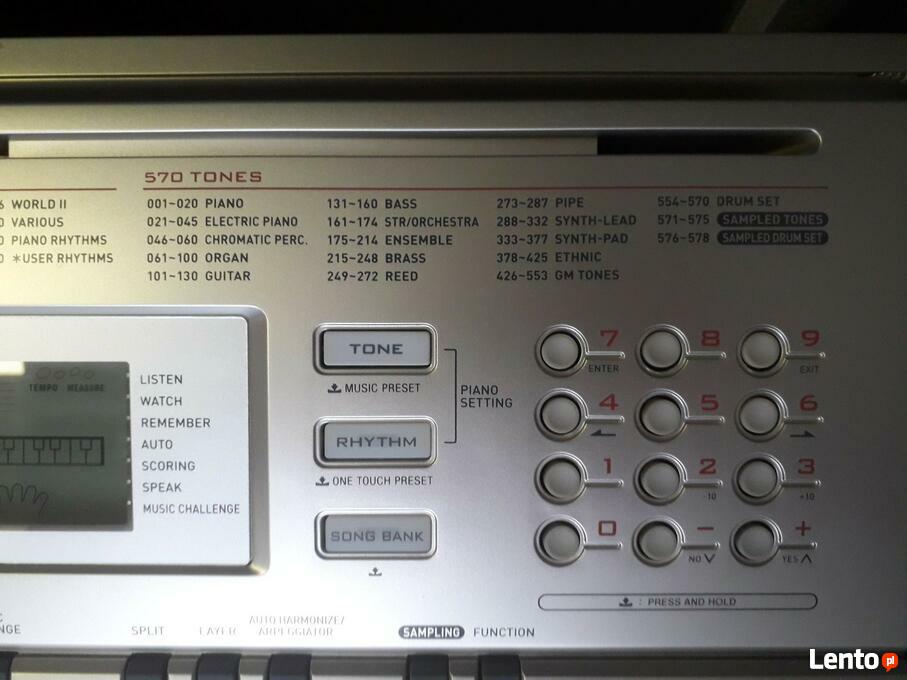 570 TONES
6 WORLD II
0 VARIOUS
0 PIANO RHYTHMS
0 *USER RHYTHMS
001~020 PIANO
021~045 ELECTRIC PIANO
046~060 CHROMATIC PERC.
061~100 ORGAN
101~130 GUITAR
131~160 BASS
161~174 STR/ORCHESTRA
175~214 ENSEMBLE
215~248 BRASS
249~272 REED
273~287 PIPE
288~332 SYNTH-LEAD
333~377 SYNTH-PAD
378~425 ETHNIC
426~553 GM TONES
554~570 DRUM SET
571~575 SAMPLED TONES
576~578 SAMPLED DRUM SET
TEMPO MEASURE
LISTEN
WATCH
REMEMBER
AUTO
SCORING
SPEAK
MUSIC CHALLENGE
TONE
MUSIC PRESET
RHYTHM
ONE TOUCH PRESET
PIANO
SETTING
SONG BANK
7 8 9
ENTER EXIT
4 5 6
1 2 3
-10 +10
0 − +
NO ∨ YES ∧
: PRESS AND HOLD
NGE
SPLIT
LAYER
AUTO HARMONIZE/
ARPEGGIATOR
SAMPLING FUNCTION
Lento pl